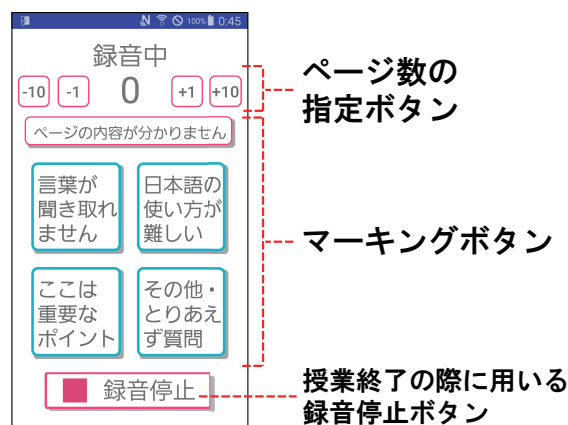 100% 0:45
録音中
-10 -1 0 +1 +10
ページの内容が分かりません
言葉が
聞き取れ
ません
日本語の
使い方が
難しい
ここは
重要な
ポイント
その他・
とりあえ
ず質問
録音停止
ページ数の
指定ボタン
マーキングボタン
授業終了の際に用いる
録音停止ボタン